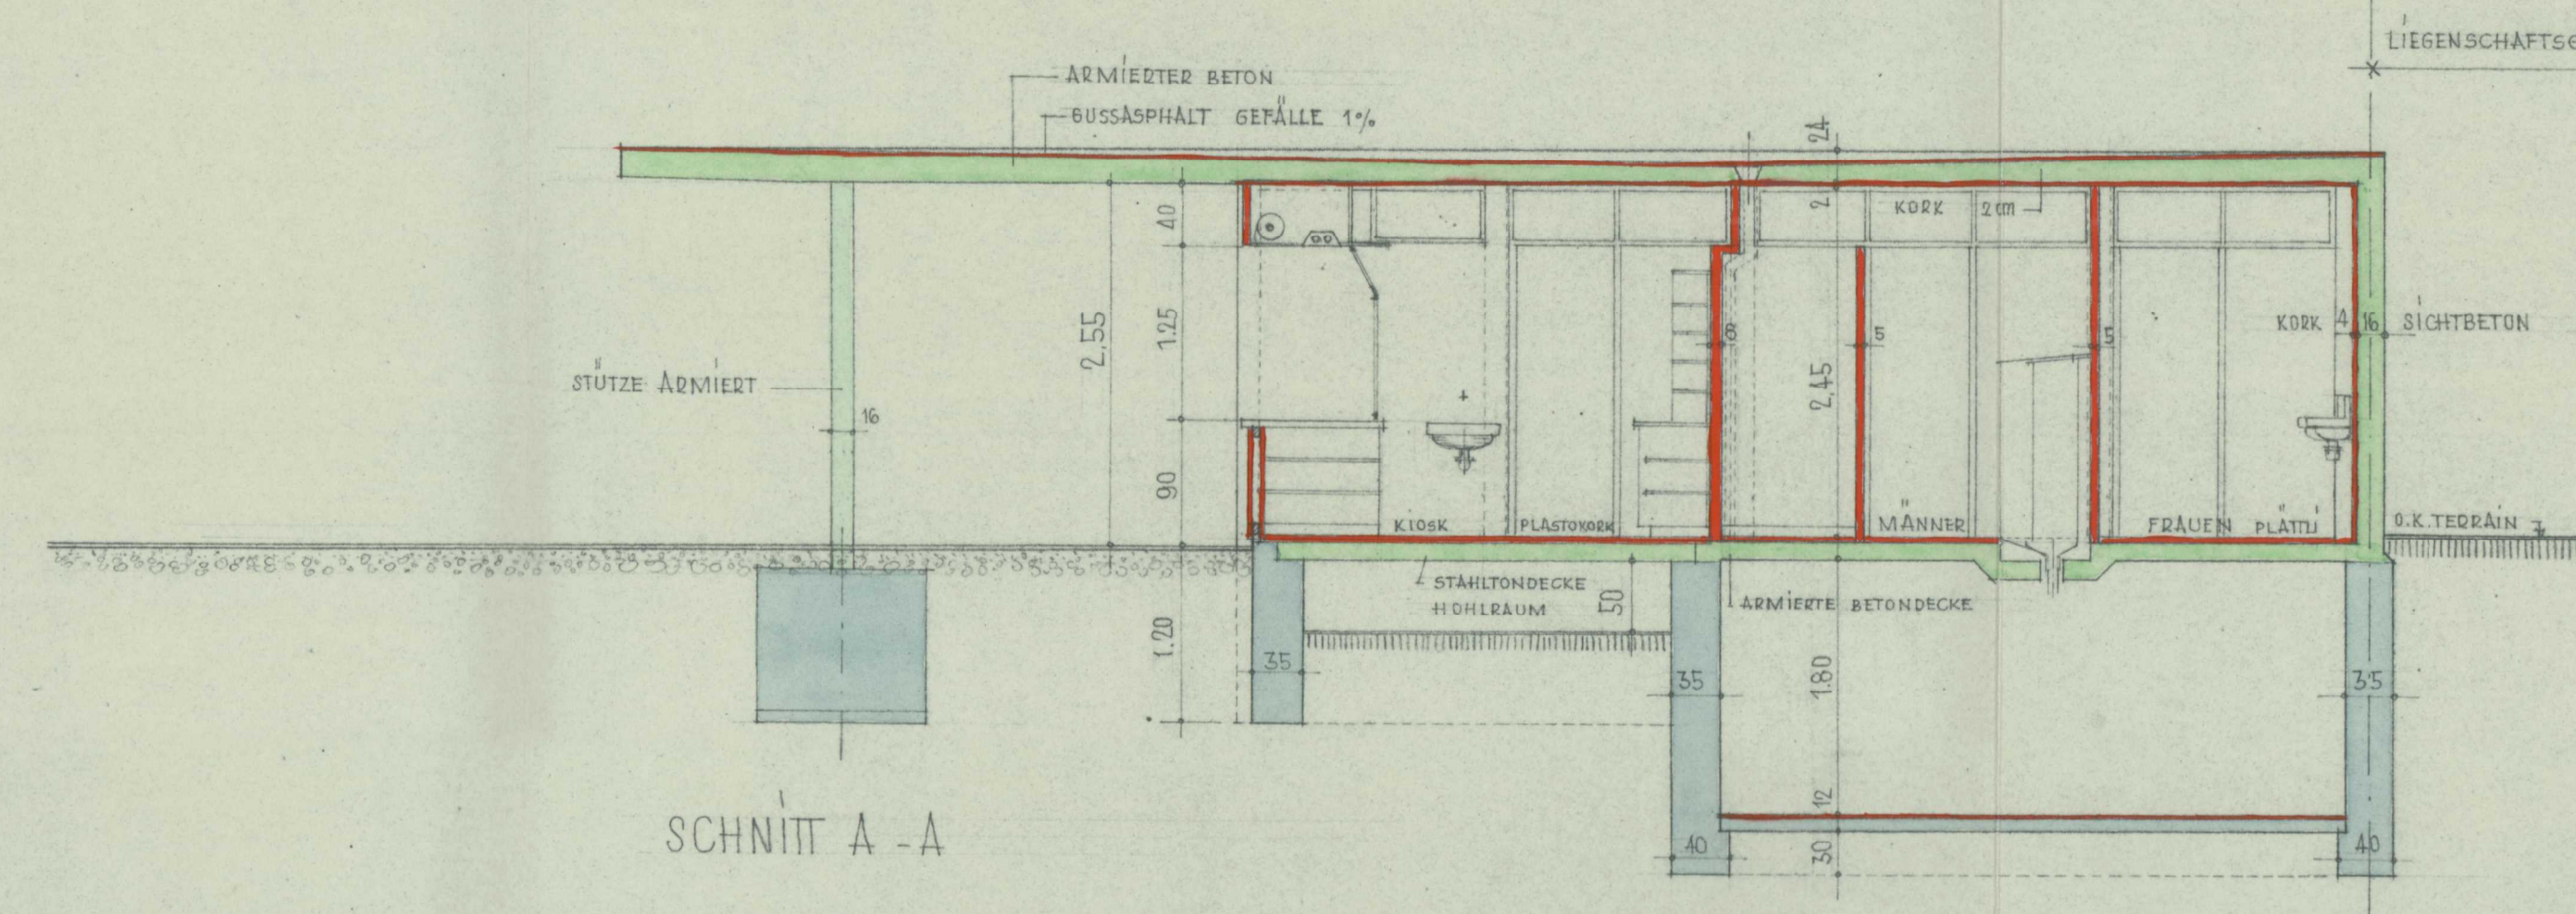 LIEGENSCHAFTSG
ARMIERTER BETON
GUSSASPHALT GEFÄLLE 1%
24
40
2
KORK 2 cm
2,55
1.25
8
5
5
KORK 4 16 SICHTBETON
STÜTZE ARMIERT
16
2,45
90
KIOSK
PLASTOKORK
MÄNNER
FRAUEN
PLÄTTLI
O.K. TERRAIN
STAHLTONDECKE
HOHLRAUM
50
ARMIERTE BETONDECKE
1.20
35
35
1.80
35
12
SCHNITT A - A
40
30
40